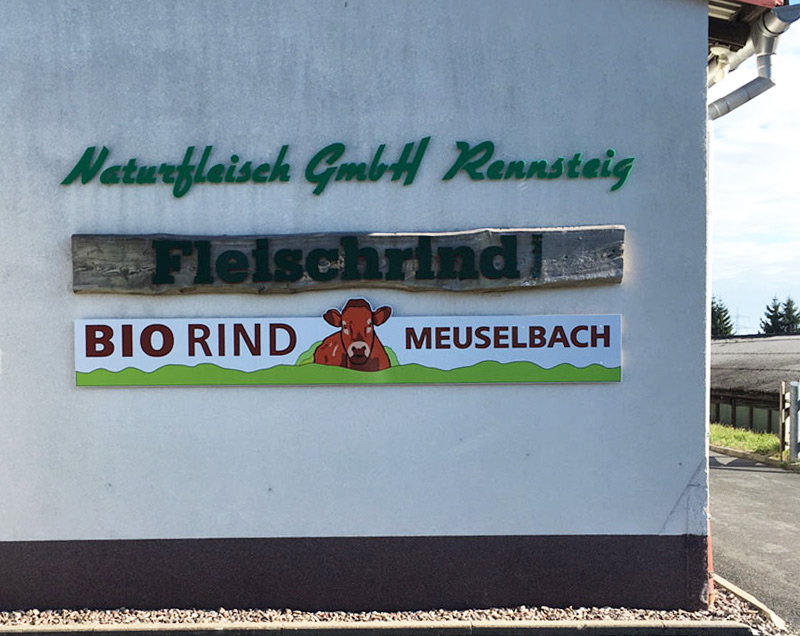 Naturfleisch GmbH Rennsteig
Fleischrind
BIO RIND MEUSELBACH